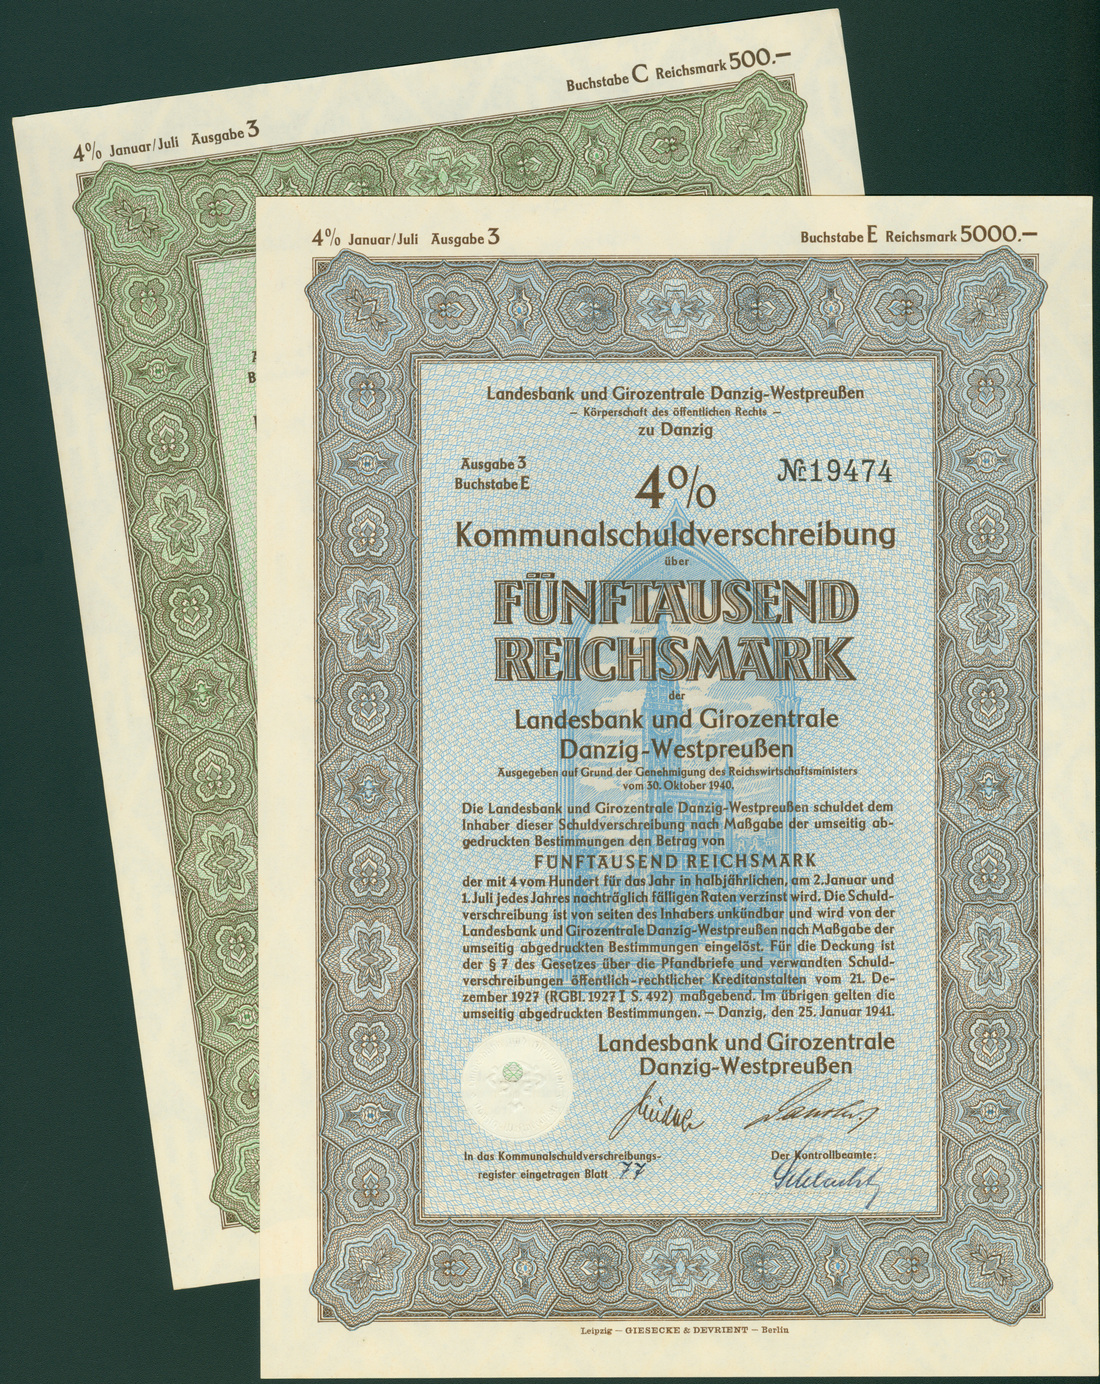 4% Januar/Juli Ausgabe 3
Buchstabe C Reichsmark 500.—
4% Januar/Juli Ausgabe 3
Buchstabe E Reichsmark 5000.—
Landesbank und Girozentrale Danzig-Westpreußen
— Körperschaft des öffentlichen Rechts —
zu Danzig
Ausgabe 3
Buchstabe E
4%
№ 19474
Kommunalschuldverschreibung
über
FÜNFTAUSEND
REICHSMARK
der
Landesbank und Girozentrale
Danzig-Westpreußen
Ausgegeben auf Grund der Genehmigung des Reichswirtschaftsministers
vom 30. Oktober 1940.
Die Landesbank und Girozentrale Danzig-Westpreußen schuldet dem
Inhaber dieser Schuldverschreibung nach Maßgabe der umseitig ab-
gedruckten Bestimmungen den Betrag von
FÜNFTAUSEND REICHSMARK
der mit 4 vom Hundert für das Jahr in halbjährlichen, am 2. Januar und
1. Juli jedes Jahres nachträglich fälligen Raten verzinst wird. Die Schuld-
verschreibung ist von seiten des Inhabers unkündbar und wird von der
Landesbank und Girozentrale Danzig-Westpreußen nach Maßgabe der
umseitig abgedruckten Bestimmungen eingelöst. Für die Deckung ist
der § 7 des Gesetzes über die Pfandbriefe und verwandten Schuld-
verschreibungen öffentlich-rechtlicher Kreditanstalten vom 21. De-
zember 1927 (RGBl. 1927 I S. 492) maßgebend. Im übrigen gelten die
umseitig abgedruckten Bestimmungen. — Danzig, den 25. Januar 1941.
Landesbank und Girozentrale
Danzig-Westpreußen
In das Kommunalschuldverschreibungs-
register eingetragen Blatt 77
Der Kontrollbeamte:
Leipzig — GIESECKE & DEVRIENT — Berlin